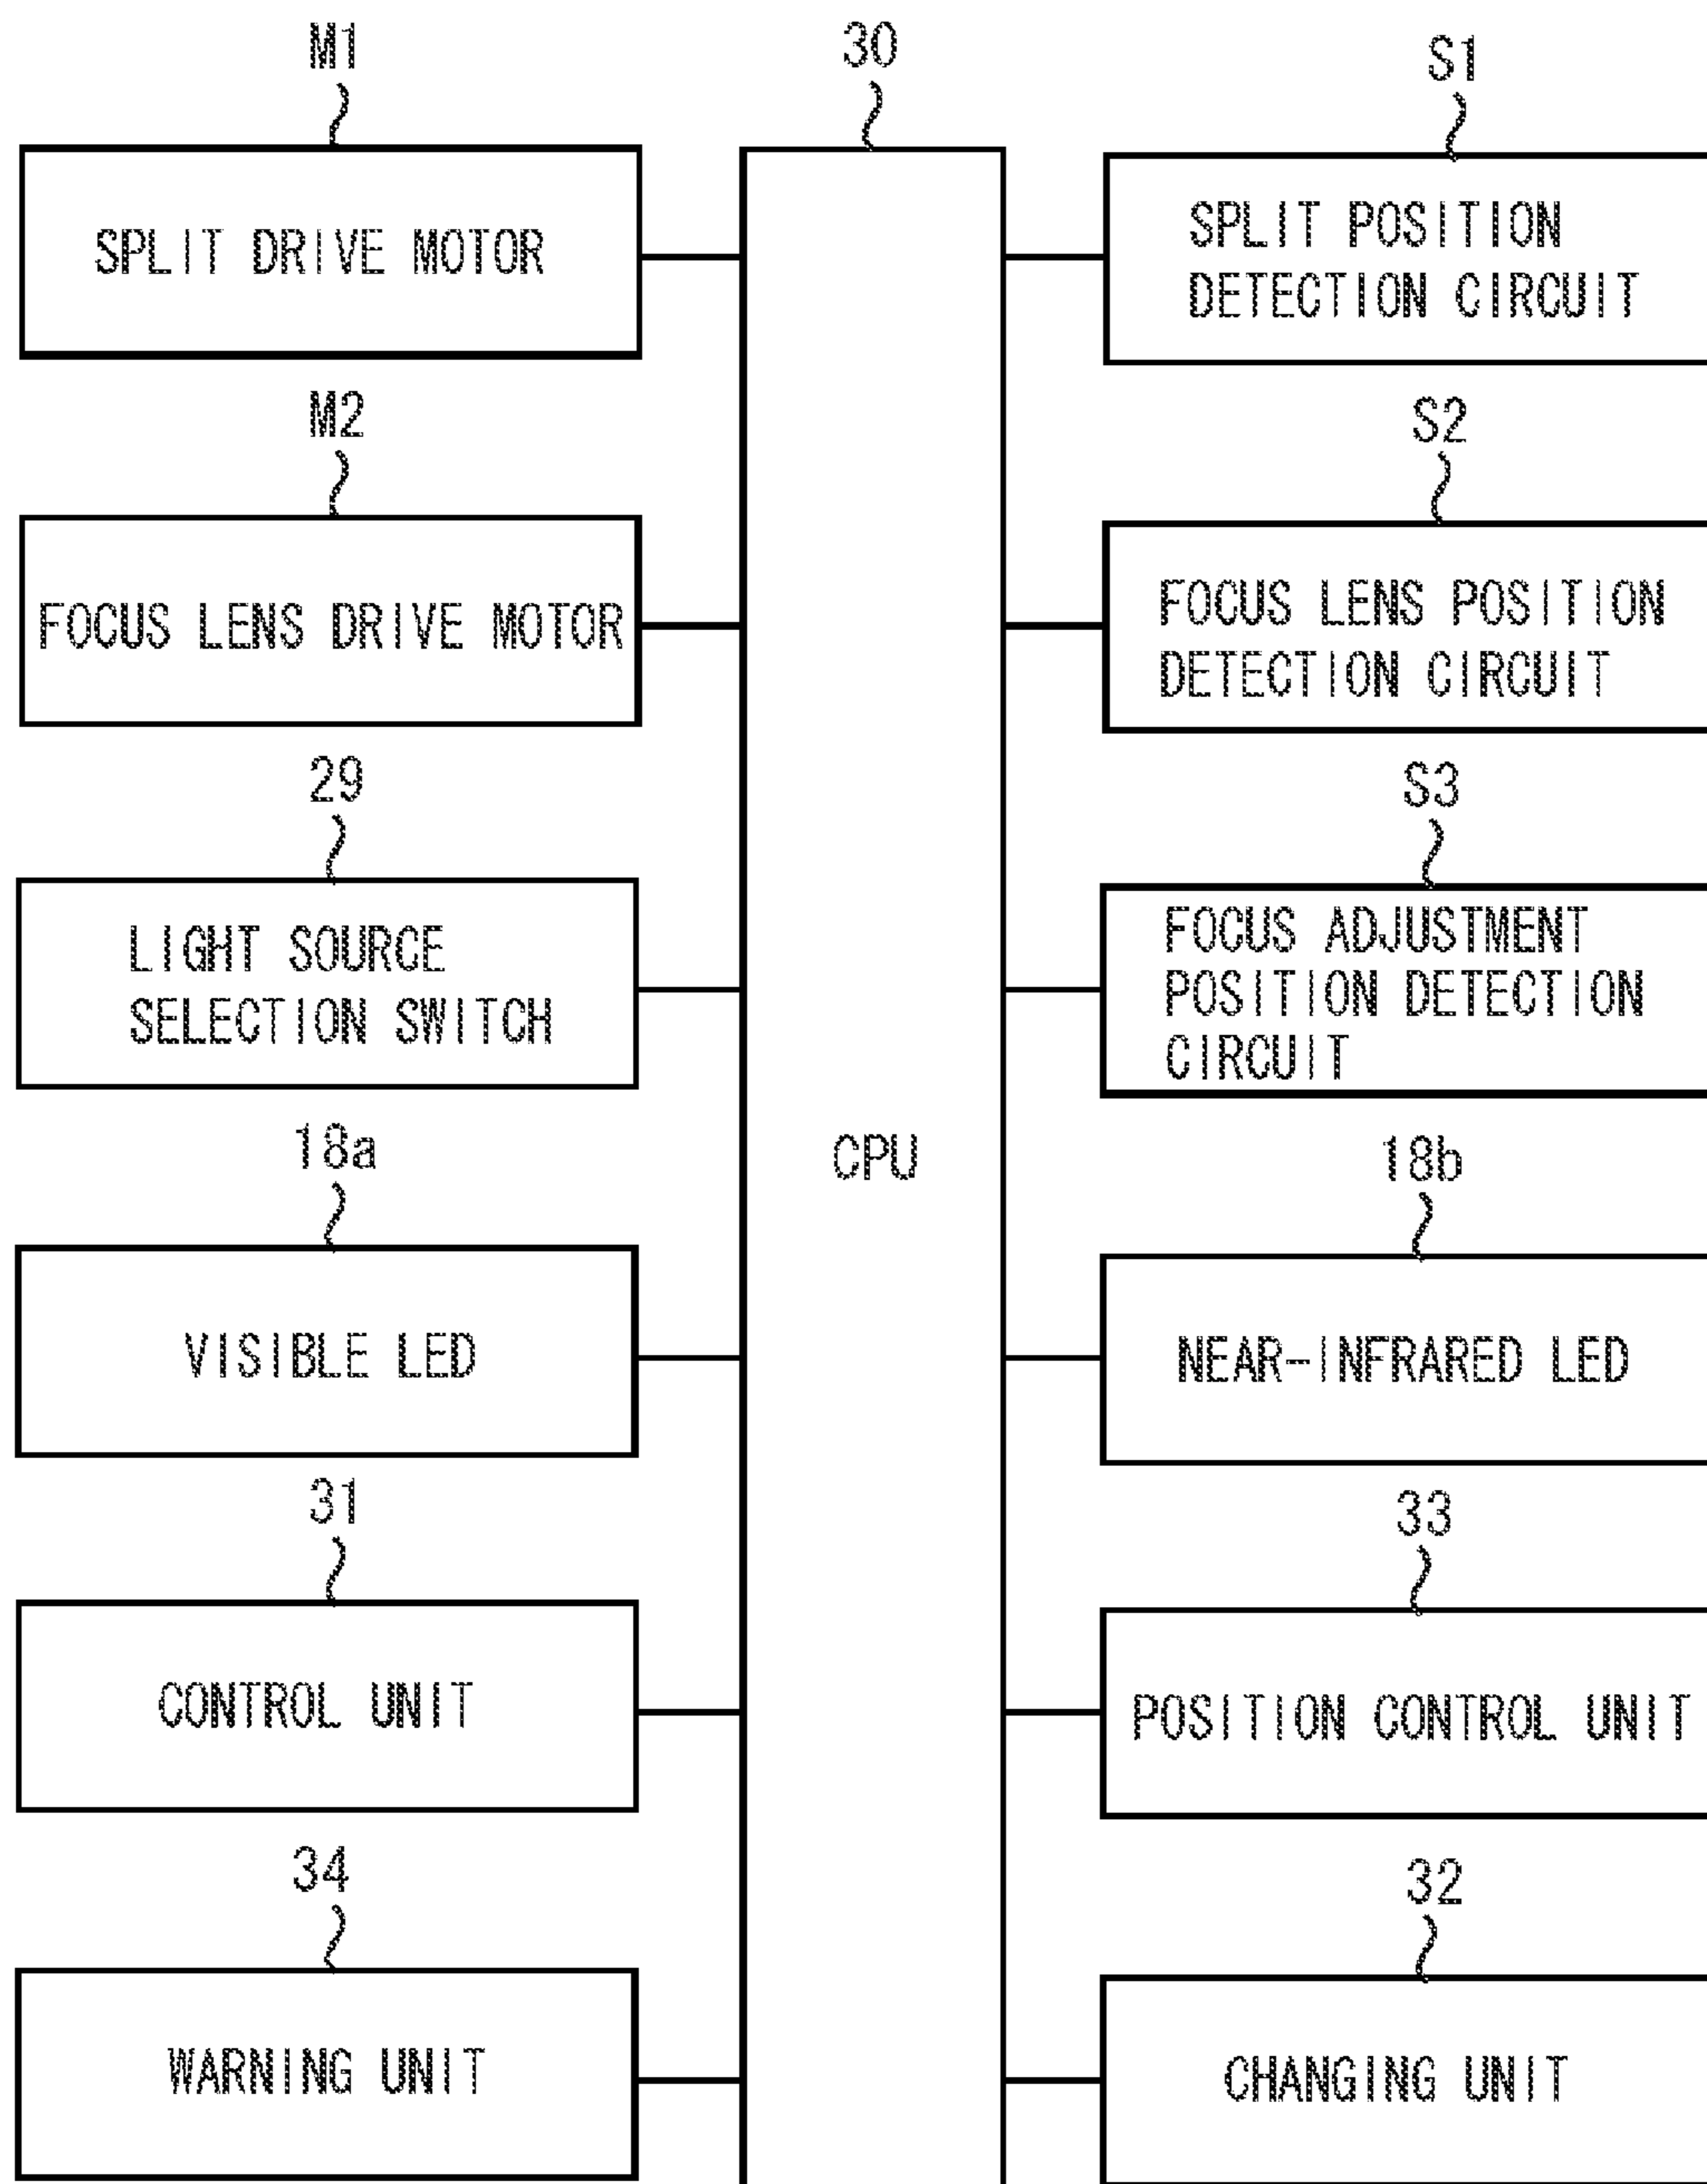 M1
SPLIT DRIVE MOTOR
M2
FOCUS LENS DRIVE MOTOR
29
LIGHT SOURCE
SELECTION SWITCH
18a
VISIBLE LED
31
CONTROL UNIT
34
WARNING UNIT
30
CPU
S1
SPLIT POSITION
DETECTION CIRCUIT
S2
FOCUS LENS POSITION
DETECTION CIRCUIT
S3
FOCUS ADJUSTMENT
POSITION DETECTION
CIRCUIT
18b
NEAR-INFRARED LED
33
POSITION CONTROL UNIT
32
CHANGING UNIT